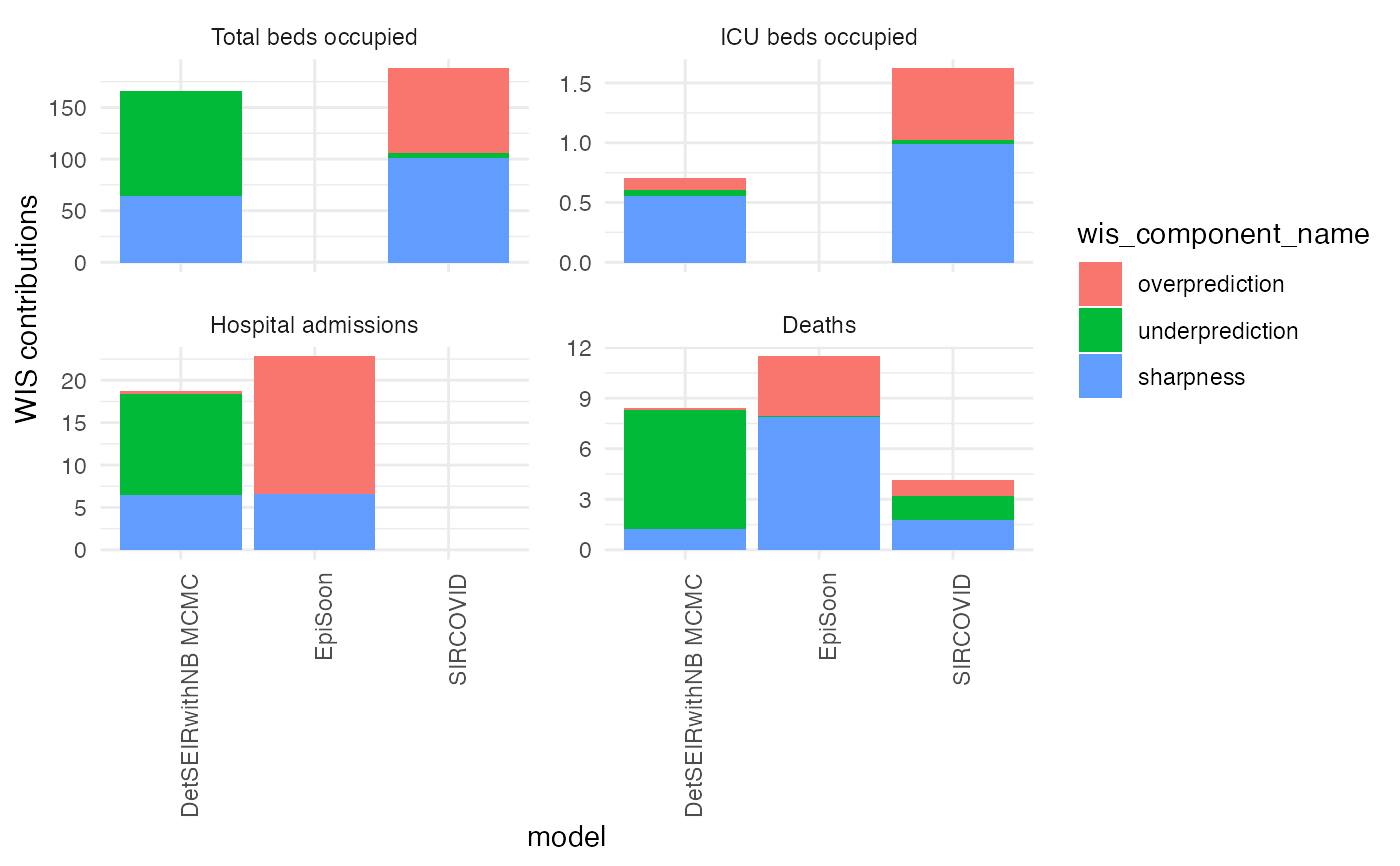 Total beds occupied
ICU beds occupied
150
100
50
0
1.5
1.0
0.5
0.0
Hospital admissions
Deaths
20
15
10
5
0
12
9
6
3
0
DetSEIRwithNB MCMC
EpiSoon
SIRCOVID
DetSEIRwithNB MCMC
EpiSoon
SIRCOVID
model
WIS contributions
wis_component_name
overprediction
underprediction
sharpness